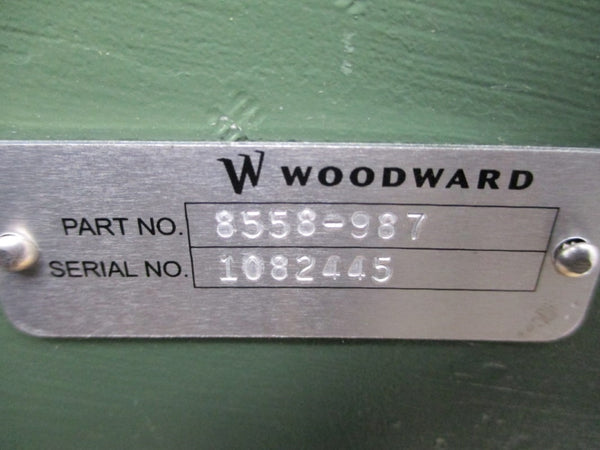 W WOODWARD
PART NO. 8558-987
SERIAL NO. 1082445